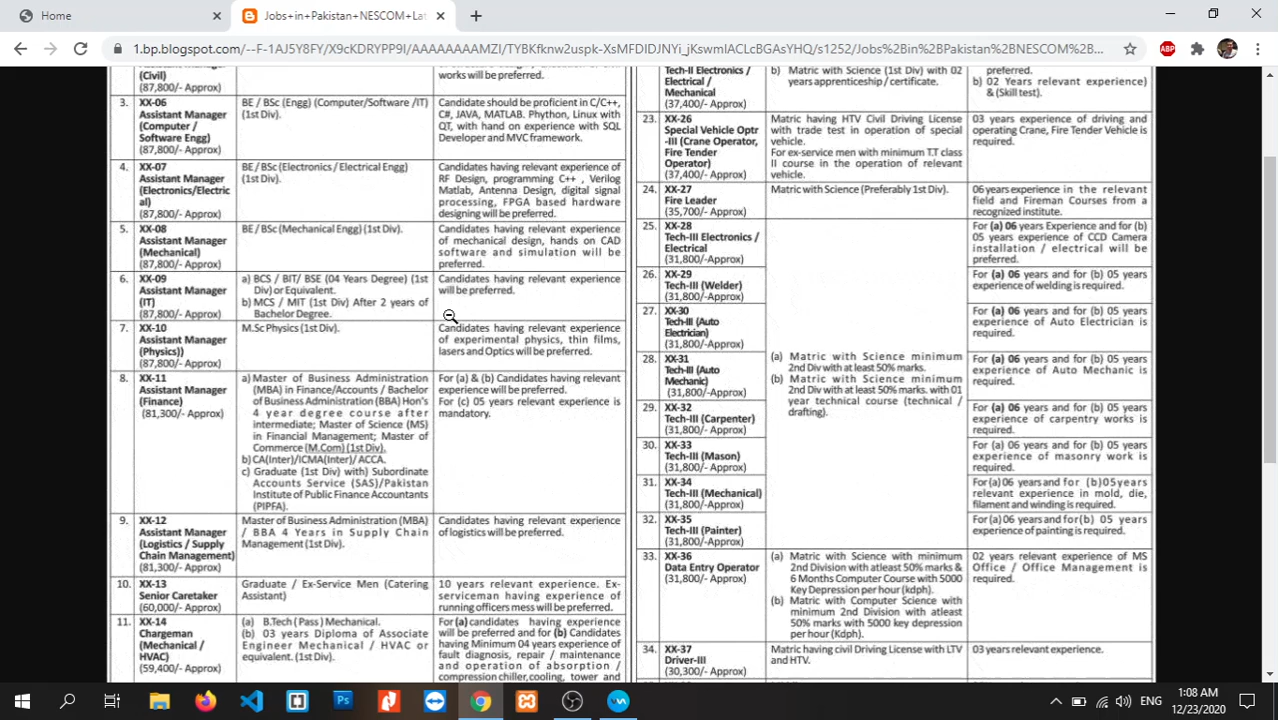 Home
Jobs+in+Pakistan+NESCOM+Lat
1.bp.blogspot.com/--F-1AJ5Y8FY/X9cKDRYPP9I/AAAAAAAAMZI/TYBKfknw2uspk-XsMFDIDJNYi_jKswmIACLcBGAsYHQ/s1252/Jobs%2Bin%2BPakistan%2BNESCOM%2B...
ABP
(Civil)
(87,800/- Approx)
works will be preferred.
3.
XX-06
Assistant Manager
(Computer /
Software Engg)
(87,800/- Approx)
BE / BSc (Engg) (Computer/Software /IT)
(1st Div).
Candidate should be proficient in C/C++,
C#, JAVA, MATLAB. Phython, Linux with
QT, with hand on experience with SQL
Developer and MVC framework.
4.
XX-07
Assistant Manager
(Electronics/Electric
al)
(87,800/- Approx)
BE / BSc(Electronics / Electrical Engg)
(1st Div).
Candidates having relevant experience of
RF Design, programming C++ , Verilog
Matlab, Antenna Design, digital signal
processing, FPGA based hardware
designing will be preferred.
5.
XX-08
Assistant Manager
(Mechanical)
(87,800/- Approx)
BE / BSc (Mechanical Engg) (1st Div).
Candidates having relevant experience
of mechanical design, hands on CAD
software and simulation will be
preferred.
6.
XX-09
Assistant Manager
(IT)
(87,800/- Approx)
a) BCS / BIT/ BSE (04 Years Degree) (1st
Div) or Equivalent.
b) MCS / MIT (1st Div) After 2 years of
Bachelor Degree.
Candidates having relevant experience
will be preferred.
7.
XX-10
Assistant Manager
(Physics))
(87,800/- Approx)
M.Sc Physics (1st Div).
Candidates having relevant experience
of experimental physics, thin films,
lasers and Optics will be preferred.
8.
XX-11
Assistant Manager
(Finance)
(81,300/- Approx)
a) Master of Business Administration
(MBA) in Finance/Accounts / Bachelor
of Business Administration (BBA) Hon's
4 year degree course after
intermediate; Master of Science (MS)
in Financial Management; Master of
Commerce (M.Com) (1st Div).
b) CA(Inter)/ICMA(Inter)/ ACCA.
c) Graduate (1st Div) with) Subordinate
Accounts Service (SAS)/Pakistan
Institute of Public Finance Accountants
(PIPFA).
For (a) & (b) Candidates having relevant
experience will be preferred.
For (c) 05 years relevant experience is
mandatory.
9.
XX-12
Assistant Manager
(Logistics / Supply
Chain Management)
(81,300/- Approx)
Master of Business Administration (MBA)
/ BBA 4 Years in Supply Chain
Management (1st Div).
Candidates having relevant experience
of logistics will be preferred.
10.
XX-13
Senior Caretaker
(60,000/- Approx)
Graduate / Ex-Service Men (Catering
Assistant)
10 years relevant experience. Ex-
serviceman having experience of
running officers mess will be preferred.
11.
XX-14
Chargeman
(Mechanical /
HVAC)
(59,400/- Approx)
(a) B.Tech (Pass) Mechanical.
(b) 03 years Diploma of Associate
Engineer Mechanical / HVAC or
equivalent. (1st Div).
For (a) candidates having experience
will be preferred and for (b) Candidates
having Minimum 04 years experience of
fault diagnosis, repair / maintenance
and operation of absorption /
compression chiller,cooling, tower and
Tech-II Electronics /
Electrical /
Mechanical
(37,400/- Approx)
b) Matric with Science (1st Div) with 02
years apprenticeship / certificate.
preferred.
b) 02 Years relevant experience)
& (Skill test).
23.
XX-26
Special Vehicle Optr
-III (Crane Operator,
Fire Tender
Operator)
(37,400/- Approx)
Matric having HTV Civil Driving License
with trade test in operation of special
vehicle.
For ex-service men with minimum T.T class
II course in the operation of relevant
vehicle.
03 years experience of driving and
operating Crane, Fire Tender Vehicle is
required.
24.
XX-27
Fire Leader
(35,700/- Approx)
Matric with Science (Preferably 1st Div).
06 years experience in the relevant
field and Fireman Courses from a
recognized institute.
25.
XX-28
Tech-III Electronics /
Electrical
(31,800/- Approx)
For (a) 06 years Experience and for (b)
05 years experience of CCD Camera
installation / electrical will be
preferred.
26.
XX-29
Tech-III (Welder)
(31,800/- Approx)
For (a) 06 years and for (b) 05 years
experience of welding is required.
27.
XX-30
Tech-III (Auto
Electrician)
(31,800/- Approx)
For (a) 06 years and for (b) 05 years
experience of Auto Electrician is
required.
28.
XX-31
Tech-III (Auto
Mechanic)
(31,800/- Approx)
(a) Matric with Science minimum
2nd Div with at least 50% marks.
(b) Matric with Science minimum
2nd Div with at least 50% marks. with 01
year technical course (technical /
drafting).
For (a) 06 years and for (b) 05 years
experience of Auto Mechanic is
required.
29.
XX-32
Tech-III (Carpenter)
(31,800/- Approx)
For (a) 06 years and for (b) 05 years
experience of carpentry works is
required.
30.
XX-33
Tech-III (Mason)
(31,800/- Approx)
For (a) 06 years and for (b) 05 years
experience of masonry work is
required.
31.
XX-34
Tech-III (Mechanical)
(31,800/- Approx)
For (a) 06 years and for (b) 05years
relevant experience in mold, die,
filament and winding is required.
32.
XX-35
Tech-III (Painter)
(31,800/- Approx)
For (a) 06 years and for(b) 05 years
experience of painting is required.
33.
XX-36
Data Entry Operator
(31,800/- Approx)
(a) Matric with Science with minimum
2nd Division with atleast 50% marks &
6 Months Computer Course with 5000
Key Depression per hour (kdph).
(b) Matric with Computer Science with
minimum 2nd Division with atleast
50% marks with 5000 key depression
per hour (Kdph).
02 years relevant experience of MS
Office / Office Management is
required.
34.
XX-37
Driver-III
(30,300/- Approx)
Matric having civil Driving License with LTV
and HTV.
03 years relevant experience.
ENG
1:08 AM
12/23/2020